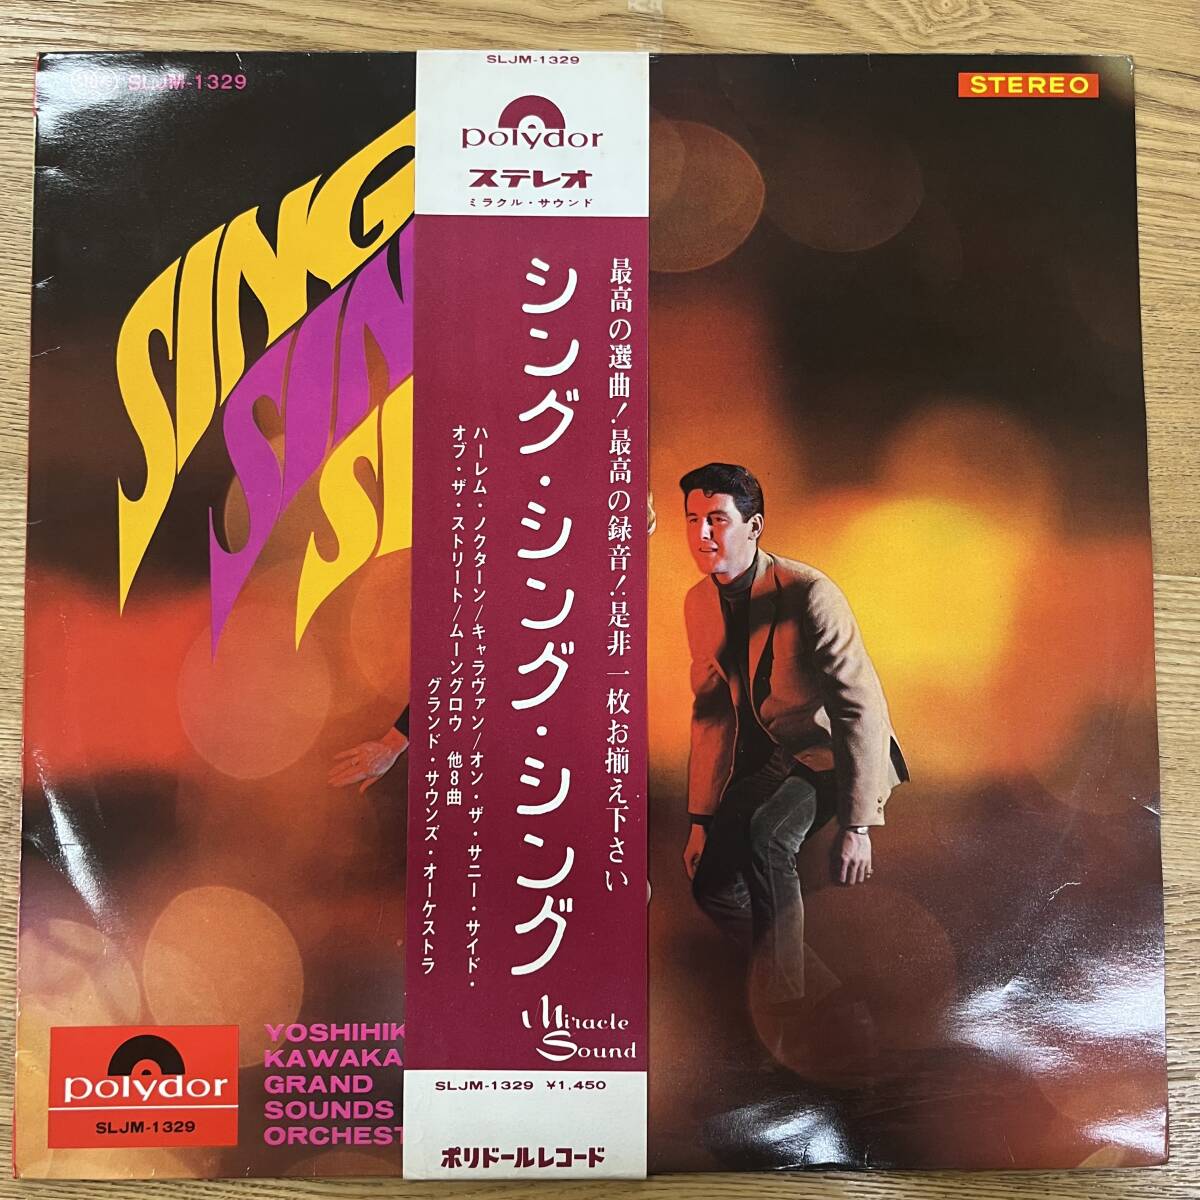 SLJM-1329
STEREO
SING
SIN
S
polydor
SLJM-1329
YOSHIHIK
KAWAKA
GRAND
SOUNDS
ORCHEST
SLJM-1329
polydor
ステレオ
ミラクル・サウンド
最高の選曲!最高の録音!是非一枚お揃え下さい
シング・シング・シング
ハーレム・ノクターン/キャラヴァン/オン・ザ・サニー・サイド・
オブ・ザ・ストリート/ムーングロウ 他8曲
グランド・サウンズ・オーケストラ
Miracle
Sound
SLJM-1329 ¥1,450
ポリドールレコード